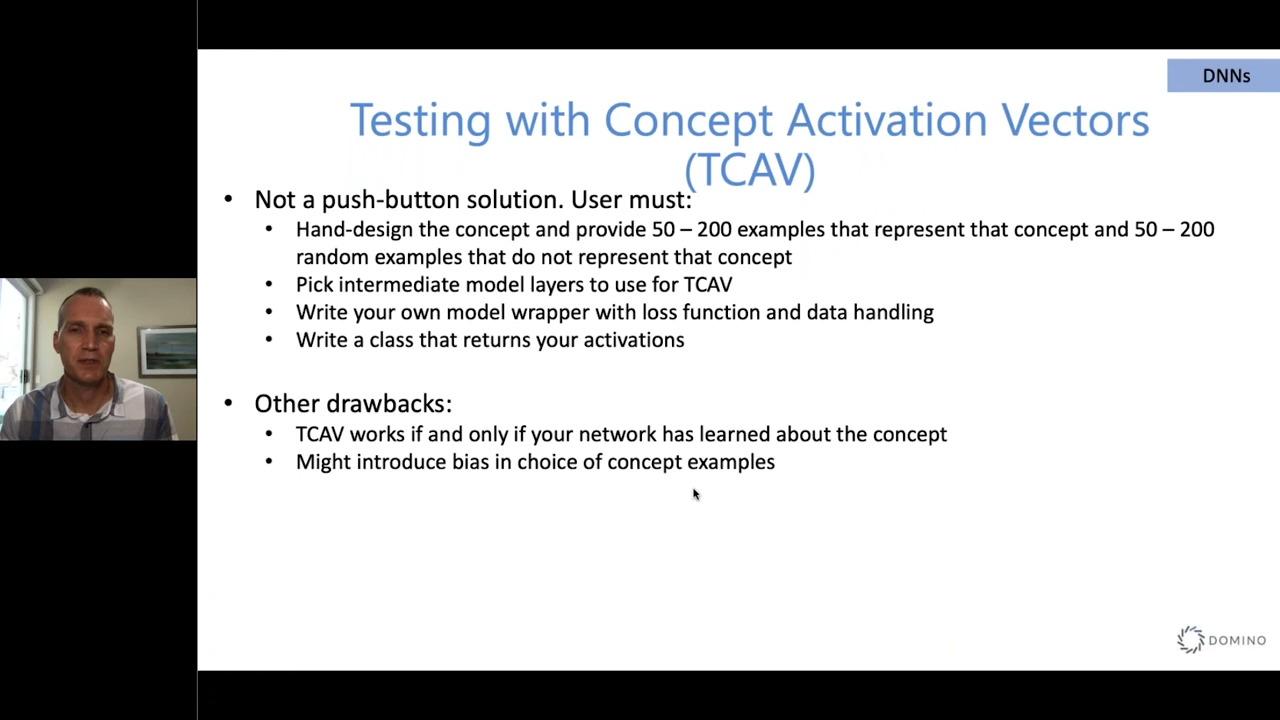 DNNs
Testing with Concept Activation Vectors
(TCAV)
• Not a push-button solution. User must:
• Hand-design the concept and provide 50 – 200 examples that represent that concept and 50 – 200
random examples that do not represent that concept
• Pick intermediate model layers to use for TCAV
• Write your own model wrapper with loss function and data handling
• Write a class that returns your activations
• Other drawbacks:
• TCAV works if and only if your network has learned about the concept
• Might introduce bias in choice of concept examples
DOMINO